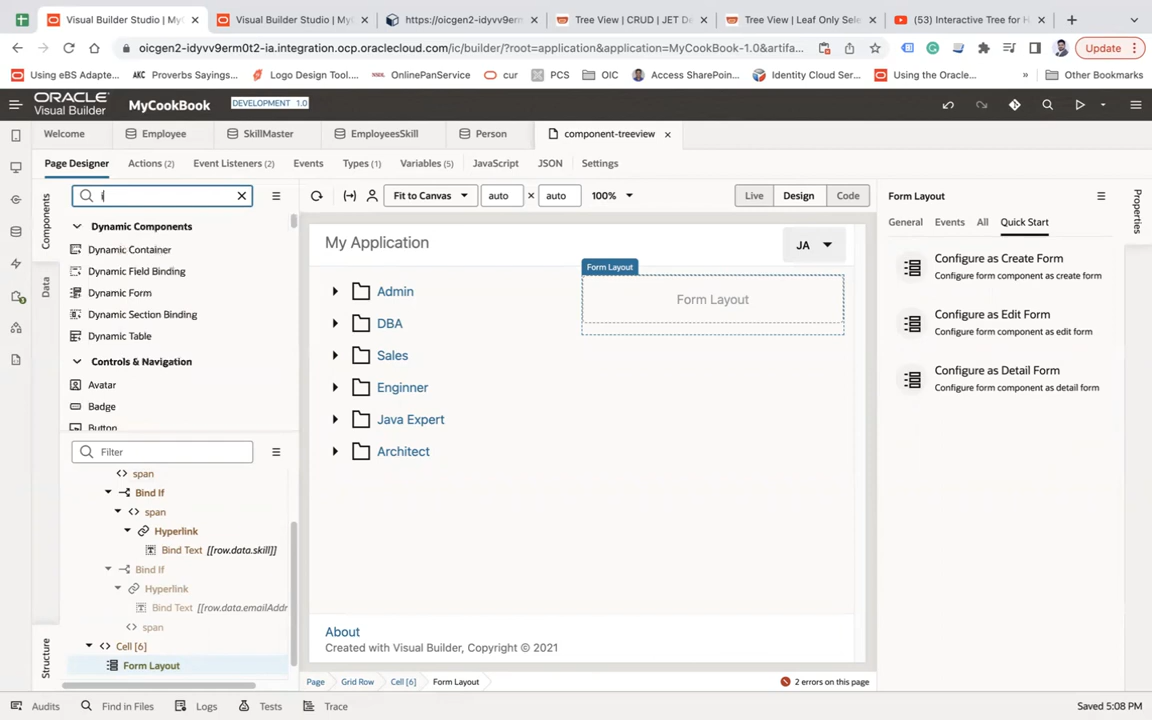 Visual Builder Studio | MyC
Visual Builder Studio | MyC
https://oicgen2-idyvv9erm
Tree View | CRUD | JET De
Tree View | Leaf Only Sele
(53) Interactive Tree for H
oicgen2-idyvv9erm0t2-ia.integration.ocp.oraclecloud.com/ic/builder/?root=application&application=MyCookBook-1.0&artifa...
Update
Using eBS Adapte...
AKC Proverbs Sayings...
Logo Design Tool....
OnlinePanService
cur
PCS
OIC
Access SharePoin...
Identity Cloud Ser...
Using the Oracle...
»
Other Bookmarks
ORACLE
Visual Builder
MyCookBook
DEVELOPMENT 1.0
Welcome
Employee
SkillMaster
EmployeesSkill
Person
component-treeview
Page Designer
Actions (2)
Event Listeners (2)
Events
Types (1)
Variables (5)
JavaScript
JSON
Settings
Components
Data
Structure
i
Fit to Canvas
auto
×
auto
100%
Live
Design
Code
Form Layout
Properties
General
Events
All
Quick Start
Dynamic Components
Dynamic Container
Dynamic Field Binding
Dynamic Form
Dynamic Section Binding
Dynamic Table
Controls & Navigation
Avatar
Badge
Button
Filter
span
Bind If
span
Hyperlink
Bind Text [[row.data.skill]]
Bind If
Hyperlink
Bind Text [[row.data.emailAddr
span
Cell [6]
Form Layout
My Application
JA
Form Layout
Form Layout
Admin
DBA
Sales
Enginner
Java Expert
Architect
About
Created with Visual Builder, Copyright © 2021
Configure as Create Form
Configure form component as create form
Configure as Edit Form
Configure form component as edit form
Configure as Detail Form
Configure form component as detail form
Page
Grid Row
Cell [6]
Form Layout
2 errors on this page
Audits
Find in Files
Logs
Tests
Trace
Saved 5:08 PM